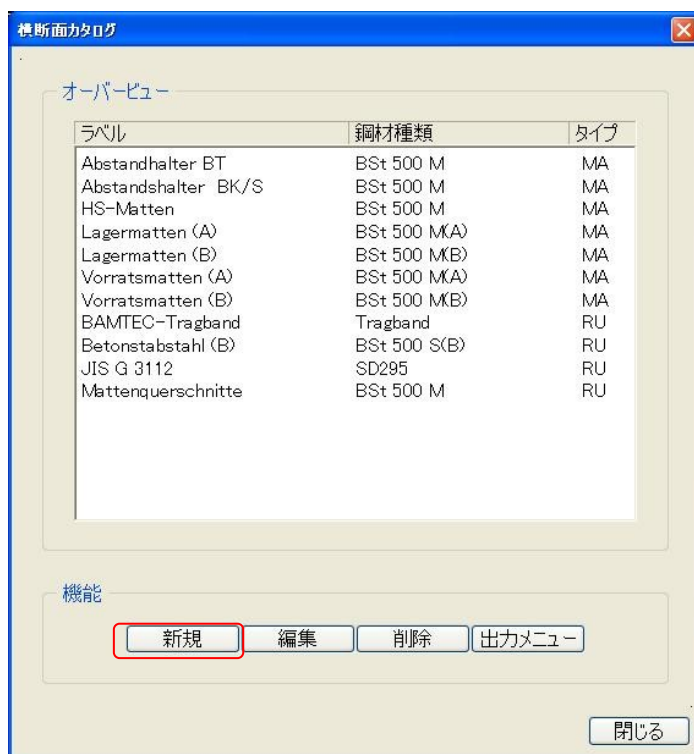 横断面カタログ
オーバービュー
ラベル 鋼材種類 タイプ
Abstandhalter BT BSt 500 M MA
Abstandshalter BK/S BSt 500 M MA
HS-Matten BSt 500 M MA
Lagermatten (A) BSt 500 M(A) MA
Lagermatten (B) BSt 500 M(B) MA
Vorratsmatten (A) BSt 500 M(A) MA
Vorratsmatten (B) BSt 500 M(B) MA
BAMTEC-Tragband Tragband RU
Betonstabstahl (B) BSt 500 S(B) RU
JIS G 3112 SD295 RU
Mattenquerschnitte BSt 500 M RU
機能
新規 編集 削除 出力メニュー
閉じる